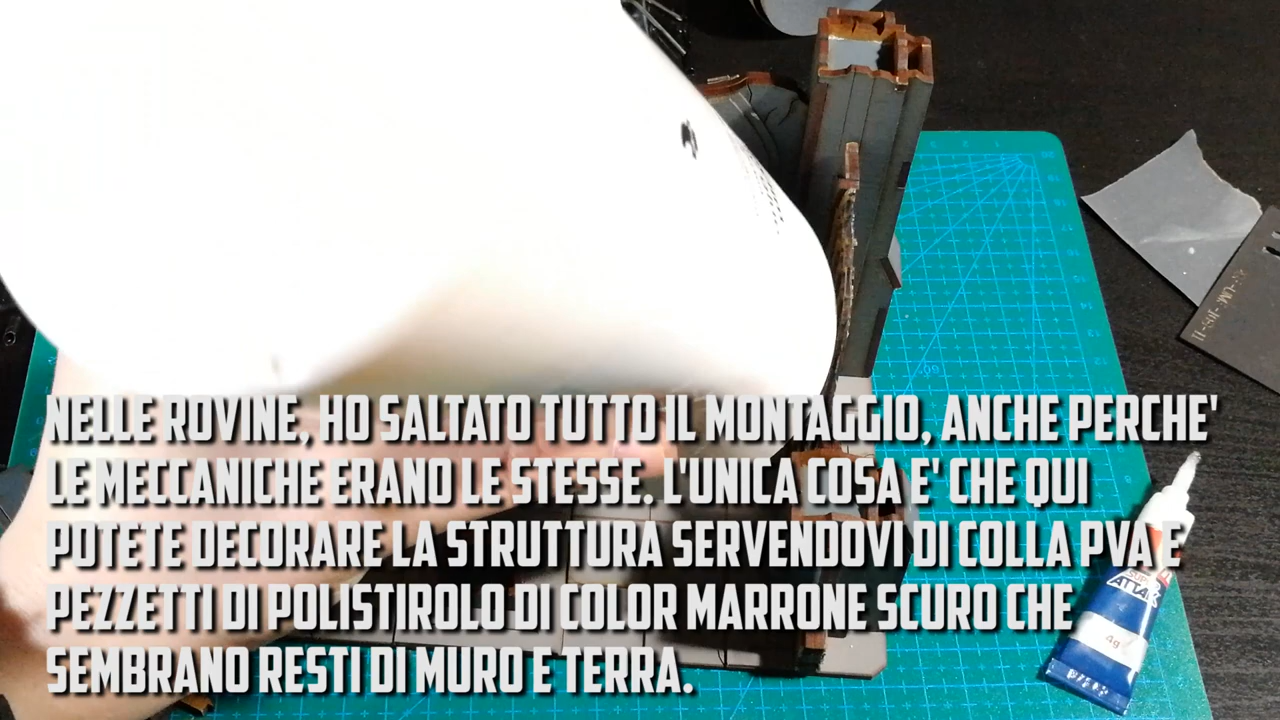 NELLE ROVINE, HO SALTATO TUTTO IL MONTAGGIO, ANCHE PERCHE'
LE MECCANICHE ERANO LE STESSE. L'UNICA COSA E' CHE QUI
POTETE DECORARE LA STRUTTURA SERVENDOVI DI COLLA PVA E
PEZZETTI DI POLISTIROLO DI COLOR MARRONE SCURO CHE
SEMBRANO RESTI DI MURO E TERRA.
ATTAK
4g